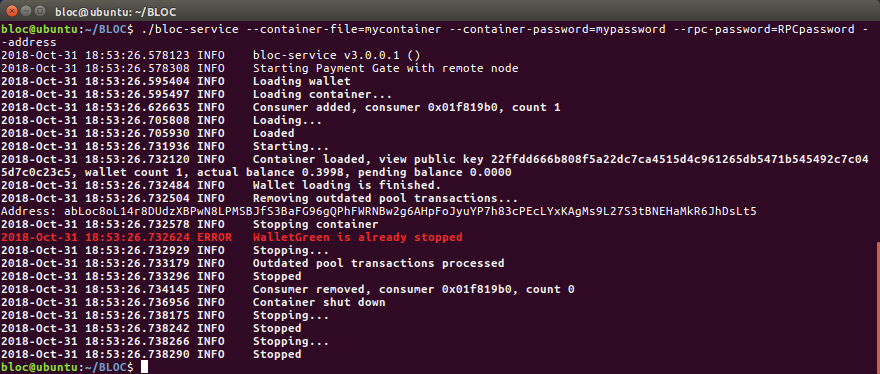 bloc@ubuntu: ~/BLOC
bloc@ubuntu:~/BLOC$ ./bloc-service --container-file=mycontainer --container-password=mypassword --rpc-password=RPCpassword -
-address
2018-Oct-31 18:53:26.578123 INFO    bloc-service v3.0.0.1 ()
2018-Oct-31 18:53:26.578308 INFO    Starting Payment Gate with remote node
2018-Oct-31 18:53:26.595404 INFO    Loading wallet
2018-Oct-31 18:53:26.595497 INFO    Loading container...
2018-Oct-31 18:53:26.626635 INFO    Consumer added, consumer 0x01f819b0, count 1
2018-Oct-31 18:53:26.705808 INFO    Loading...
2018-Oct-31 18:53:26.705930 INFO    Loaded
2018-Oct-31 18:53:26.731936 INFO    Starting...
2018-Oct-31 18:53:26.732120 INFO    Container loaded, view public key 22ffdd666b808f5a22dc7ca4515d4c961265db5471b545492c7c04
5d7c0c23c5, wallet count 1, actual balance 0.3998, pending balance 0.0000
2018-Oct-31 18:53:26.732484 INFO    Wallet loading is finished.
2018-Oct-31 18:53:26.732504 INFO    Removing outdated pool transactions...
Address: abLoc8oL14r8DUdzXBPwN8LPMSBJfS3BaFG96gQPhFWRNBw2g6AHpFoJyuYP7h83cPEcLYxKAgMs9L27S3tBNEHaMkR6JhDsLt5
2018-Oct-31 18:53:26.732578 INFO    Stopping container
2018-Oct-31 18:53:26.732624 ERROR   WalletGreen is already stopped
2018-Oct-31 18:53:26.732929 INFO    Stopping...
2018-Oct-31 18:53:26.733179 INFO    Outdated pool transactions processed
2018-Oct-31 18:53:26.733296 INFO    Stopped
2018-Oct-31 18:53:26.734145 INFO    Consumer removed, consumer 0x01f819b0, count 0
2018-Oct-31 18:53:26.736956 INFO    Container shut down
2018-Oct-31 18:53:26.738175 INFO    Stopping...
2018-Oct-31 18:53:26.738242 INFO    Stopped
2018-Oct-31 18:53:26.738266 INFO    Stopping...
2018-Oct-31 18:53:26.738290 INFO    Stopped
bloc@ubuntu:~/BLOC$